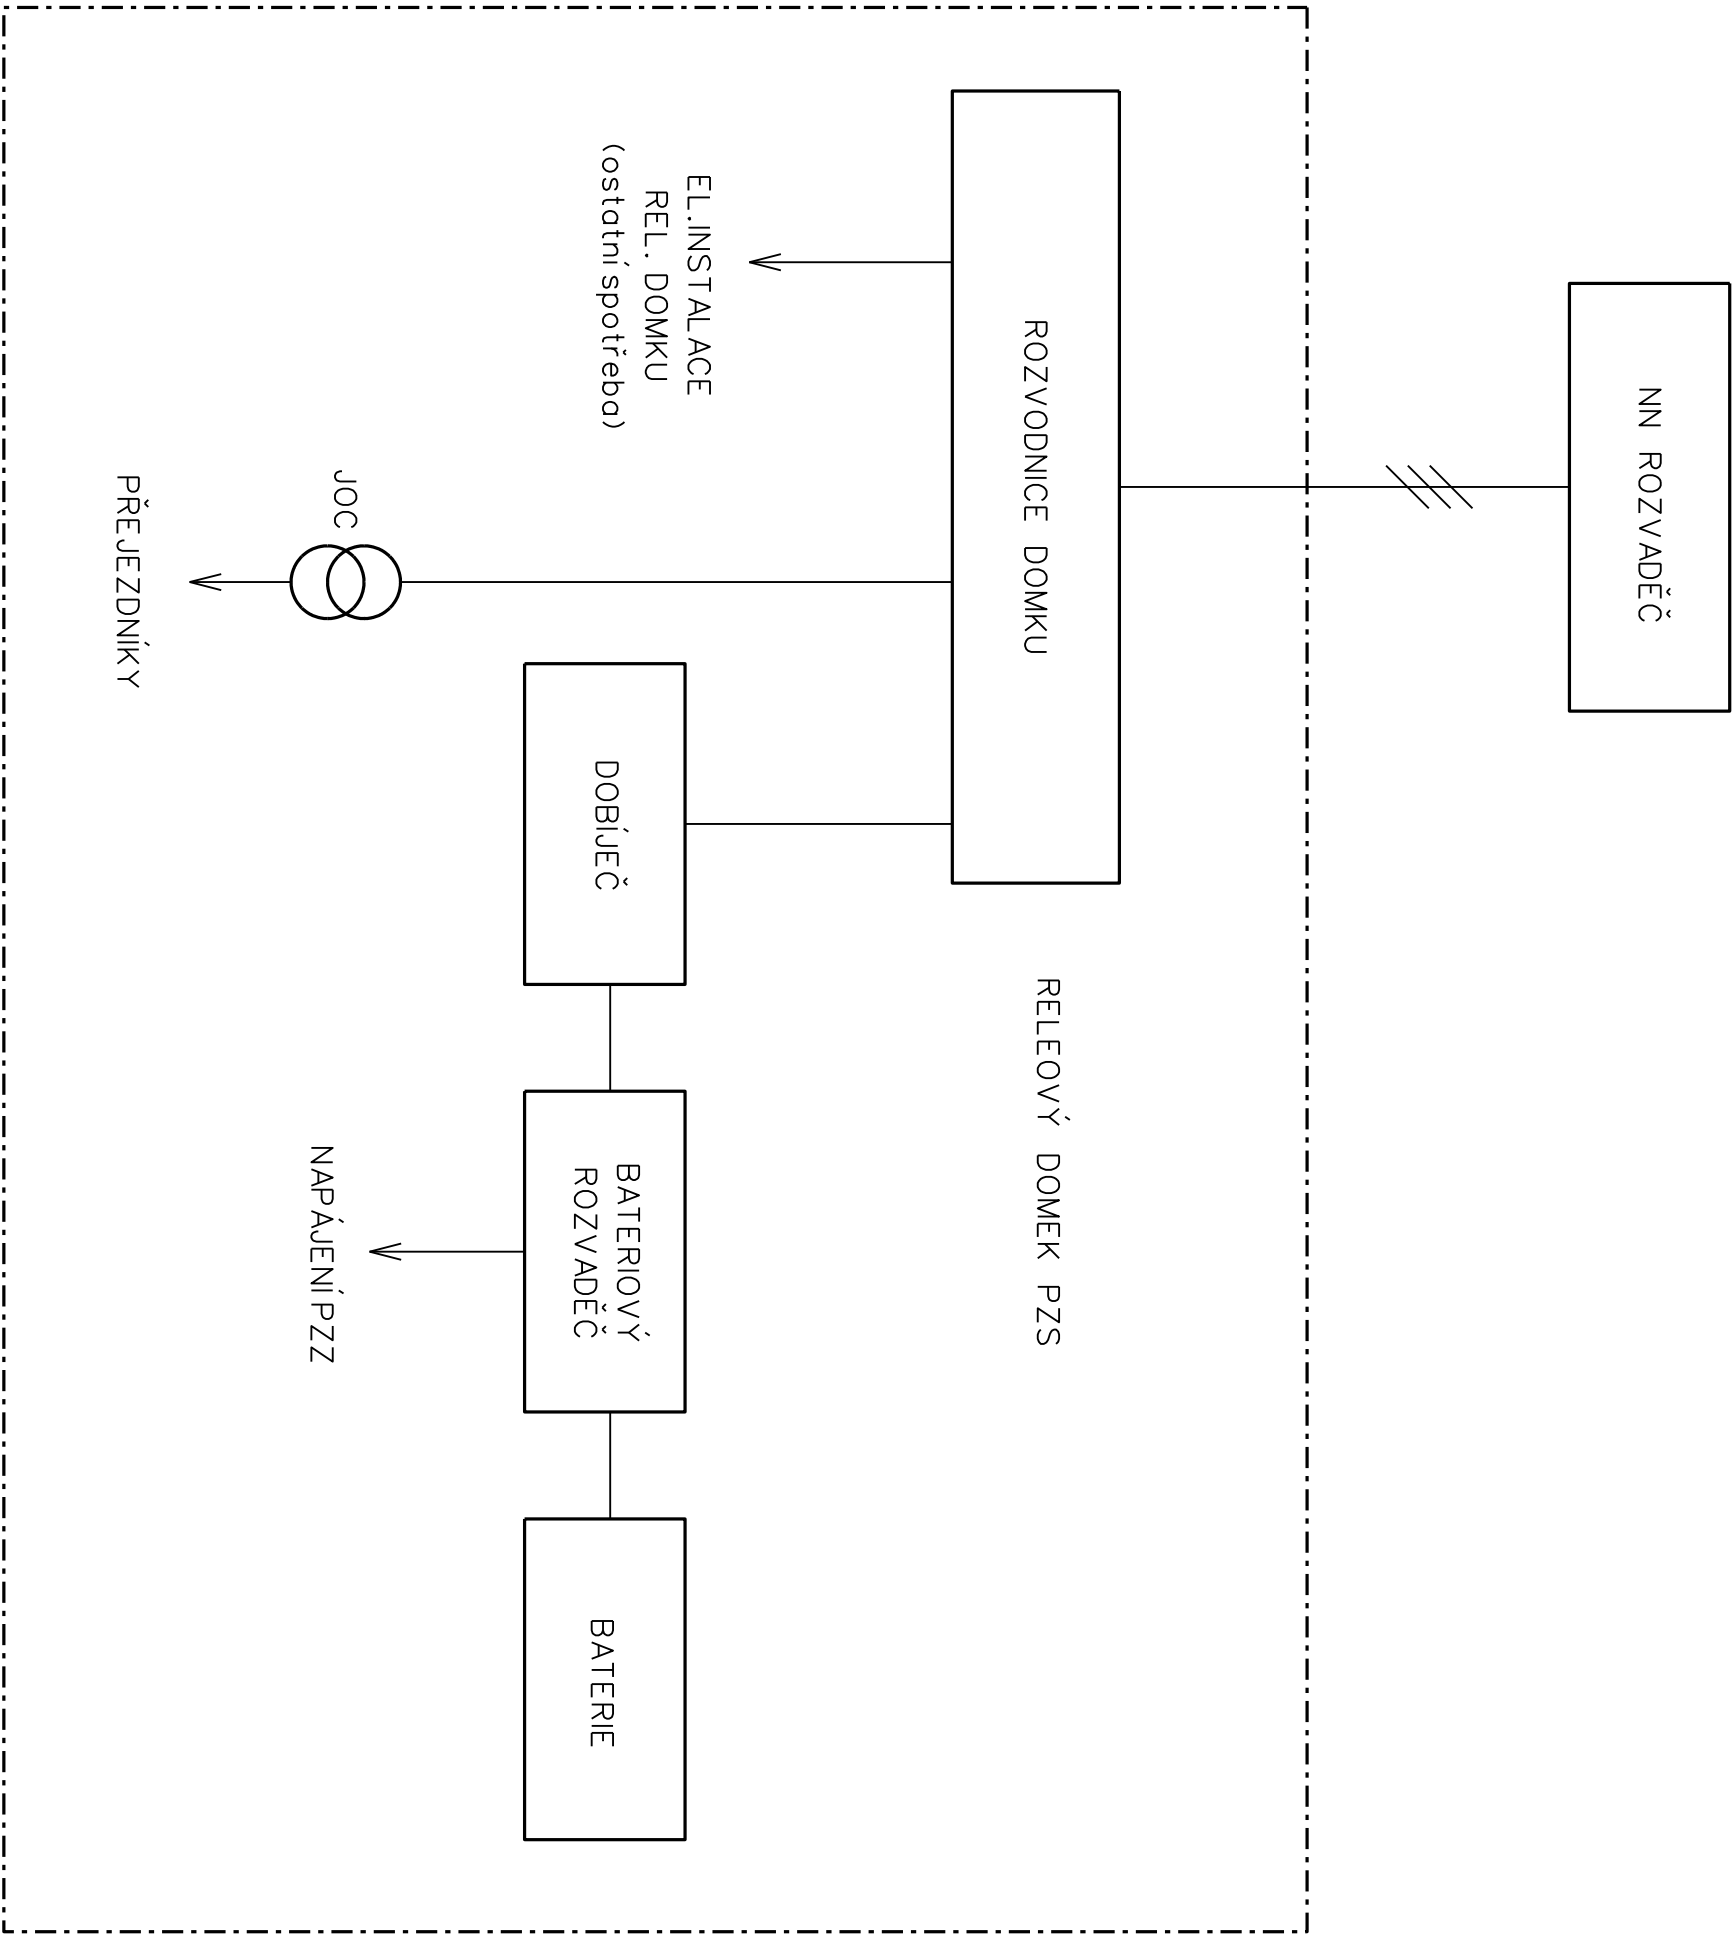 NN ROZVADĚČ
ROZVODNICE DOMKU
RELEOVÝ DOMEK PZS
EL.INSTALACE
REL. DOMKU
(ostatní spotřeba)
DOBÍJEČ
BATERIOVÝ
ROZVADĚČ
BATERIE
JOC
NAPÁJENÍ PZZ
PŘEJEZDNÍKY